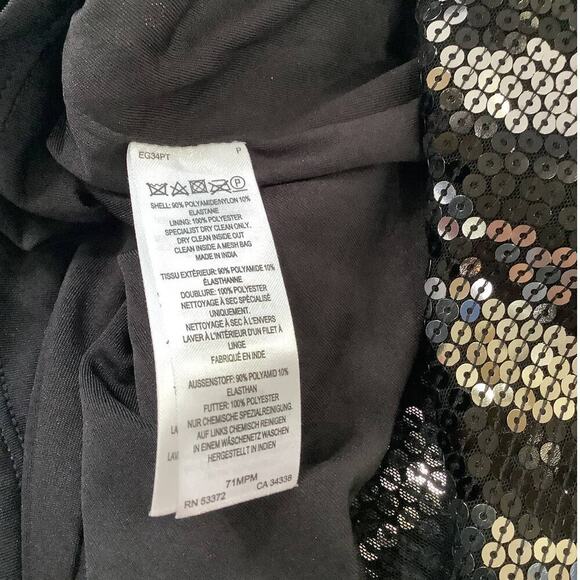 EG34PT P
SHELL: 90% POLYAMIDE/NYLON 10%
ELASTANE
LINING: 100% POLYESTER
SPECIALIST DRY CLEAN ONLY.
DRY CLEAN INSIDE OUT
CLEAN INSIDE A MESH BAG
MADE IN INDIA
TISSU EXTÉRIEUR: 90% POLYAMIDE 10%
ÉLASTHANNE
DOUBLURE: 100% POLYESTER
NETTOYAGE À SEC SPÉCIALISÉ
UNIQUEMENT.
NETTOYAGE À SEC À L'ENVERS
LAVER À L'INTÉRIEUR D'UN FILET À
LINGE
FABRIQUÉ EN INDE
AUSSENSTOFF: 90% POLYAMID 10%
ELASTHAN
FUTTER: 100% POLYESTER
NUR CHEMISCHE SPEZIALREINIGUNG.
AUF LINKS CHEMISCH REINIGEN
IN EINEM WÄSCHENETZ WASCHEN
HERGESTELLT IN INDIEN
71MPM
RN 53372 CA 34338